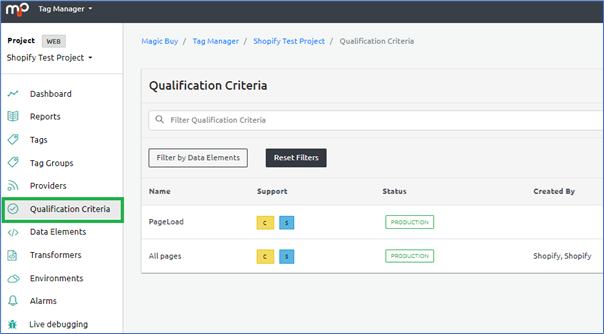 mp Tag Manager
Project WEB
Shopify Test Project
Dashboard
Reports
Tags
Tag Groups
Providers
Qualification Criteria
Data Elements
Transformers
Environments
Alarms
Live debugging
Magic Buy / Tag Manager / Shopify Test Project / Qualification Criteria
Qualification Criteria
Filter Qualification Criteria
Filter by Data Elements Reset Filters
Name Support Status Created By
PageLoad C S PRODUCTION
All pages C S PRODUCTION Shopify, Shopify